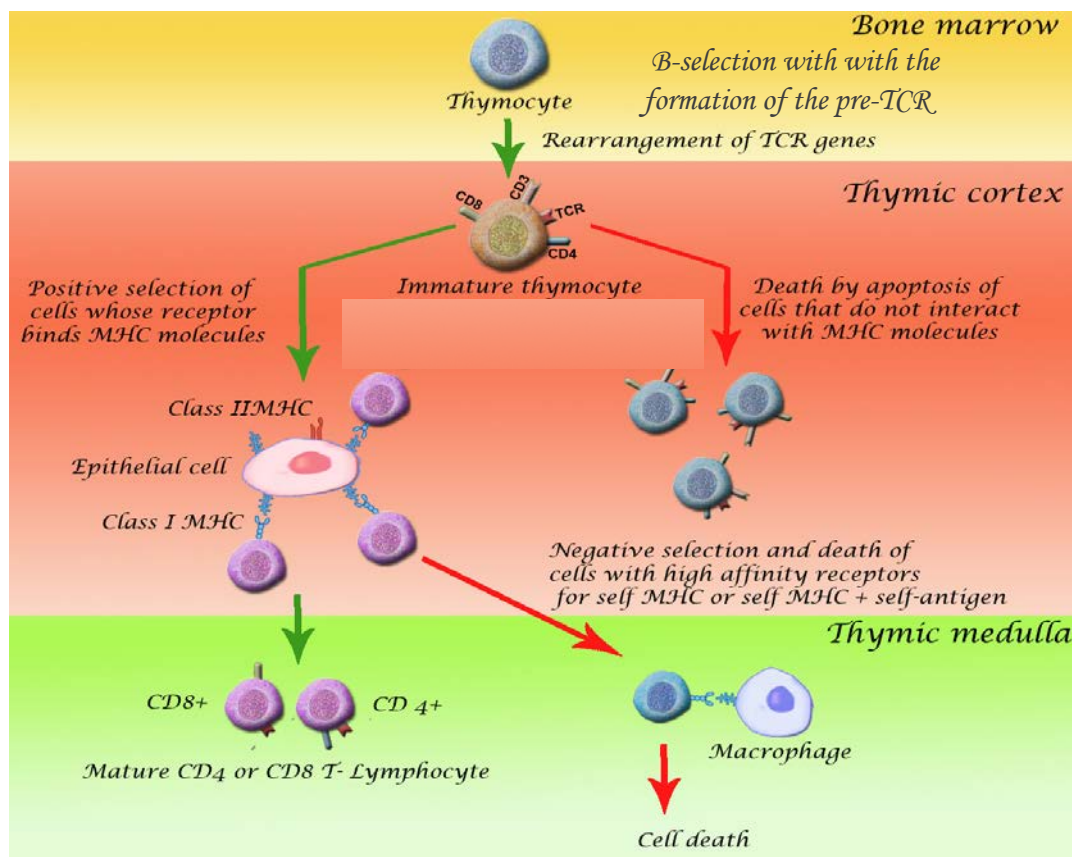 Bone marrow
B-selection with with the
formation of the pre-TCR
Thymocyte
Rearrangement of TCR genes
Thymic cortex
CD8
CD3
TCR
CD4
Immature thymocyte
Positive selection of
cells whose receptor
binds MHC molecules
Death by apoptosis of
cells that do not interact
with MHC molecules
Class IIMHC
Epithelial cell
Class I MHC
Negative selection and death of
cells with high affinity receptors
for self MHC or self MHC + self-antigen
Thymic medulla
CD8+
CD 4+
Mature CD4 or CD8 T- Lymphocyte
Macrophage
Cell death